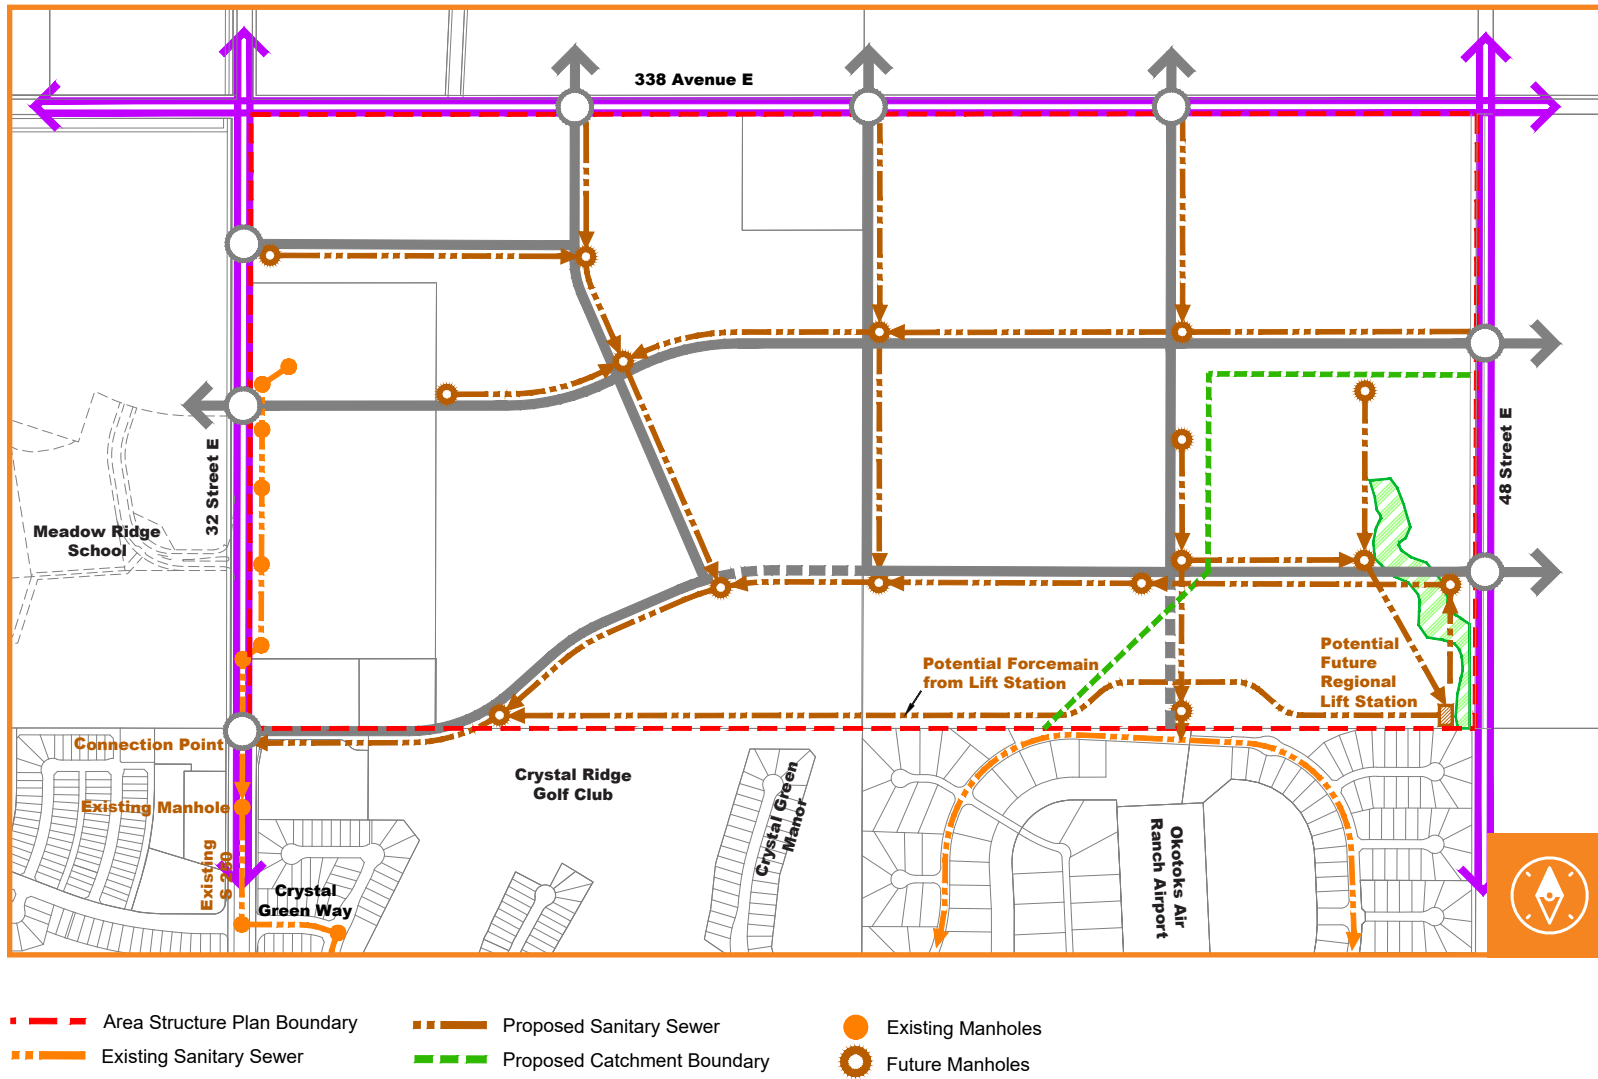 338 Avenue E
32 Street E
48 Street E
Meadow Ridge
School
Potential Forcemain
from Lift Station
Potential
Future
Regional
Lift Station
Connection Point
Existing Manhole
Existing
S 250
Crystal
Green Way
Crystal Ridge
Golf Club
Crystal Green
Manor
Okotoks Air
Ranch Airport
Area Structure Plan Boundary
Existing Sanitary Sewer
Proposed Sanitary Sewer
Proposed Catchment Boundary
Existing Manholes
Future Manholes